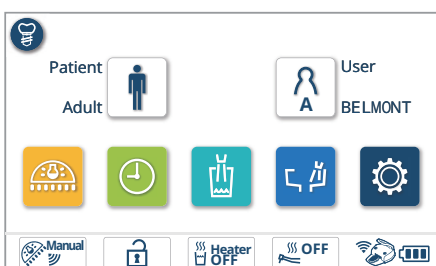 Patient
User
Adult
A
BELMONT
Manual
Heater
OFF
OFF